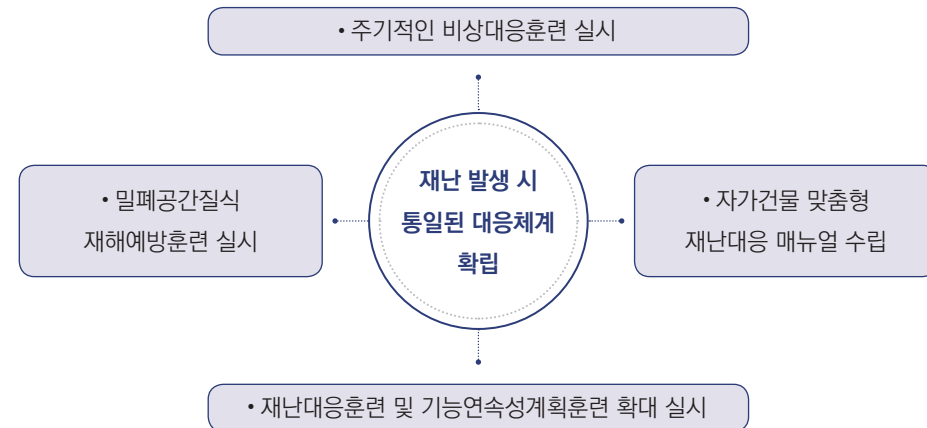 • 주기적인 비상대응훈련 실시
• 밀폐공간질식
재해예방훈련 실시
재난 발생 시
통일된 대응체계
확립
• 자가건물 맞춤형
재난대응 매뉴얼 수립
• 재난대응훈련 및 기능연속성계획훈련 확대 실시